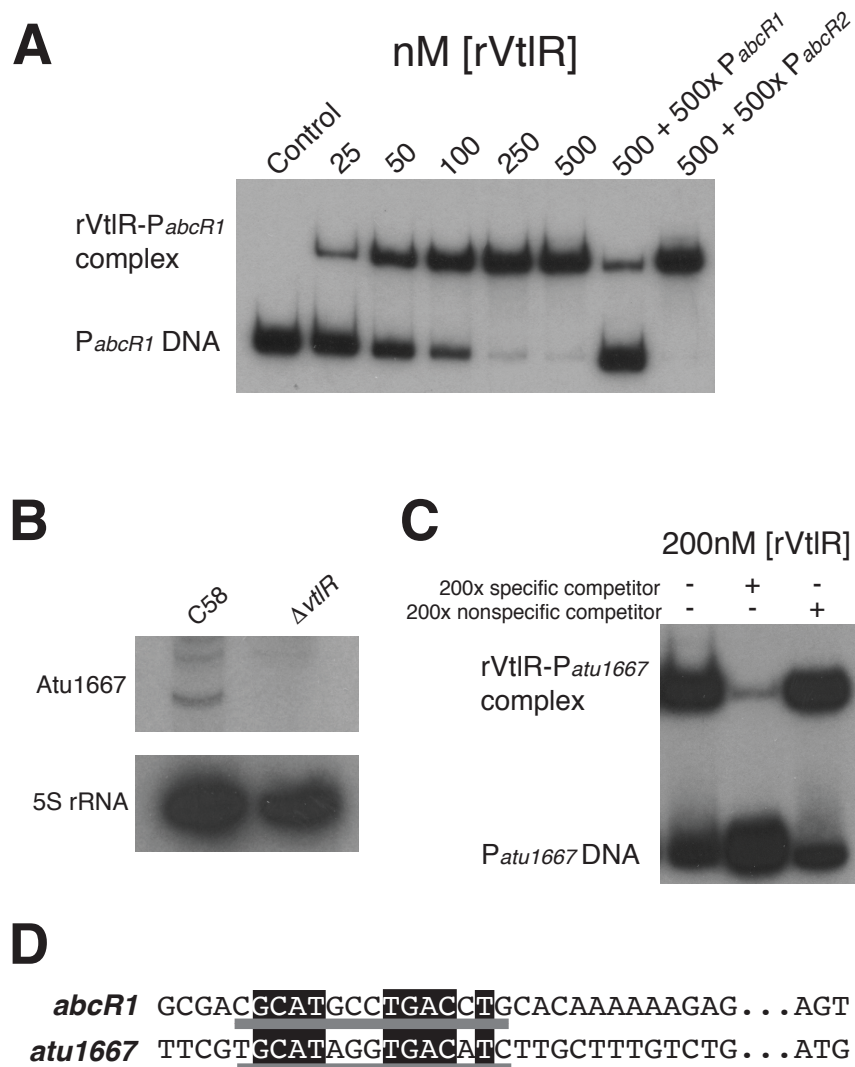 A
nM [rVtlR]
Control
25
50
100
250
500
500 + 500x PabcR1
500 + 500x PabcR2
rVtlR-PabcR1
complex
PabcR1 DNA
B
C58
ΔvtlR
Atu1667
5S rRNA
C
200nM [rVtlR]
200x specific competitor - + -
200x nonspecific competitor - - +
rVtlR-Patu1667
complex
Patu1667 DNA
D
abcR1 GCGACGCATGCCTGACCTGCACAAAAAAGAG...AGT
atu1667 TTCGTGCATAGGTGACATCTTGCTTTGTCTG...ATG